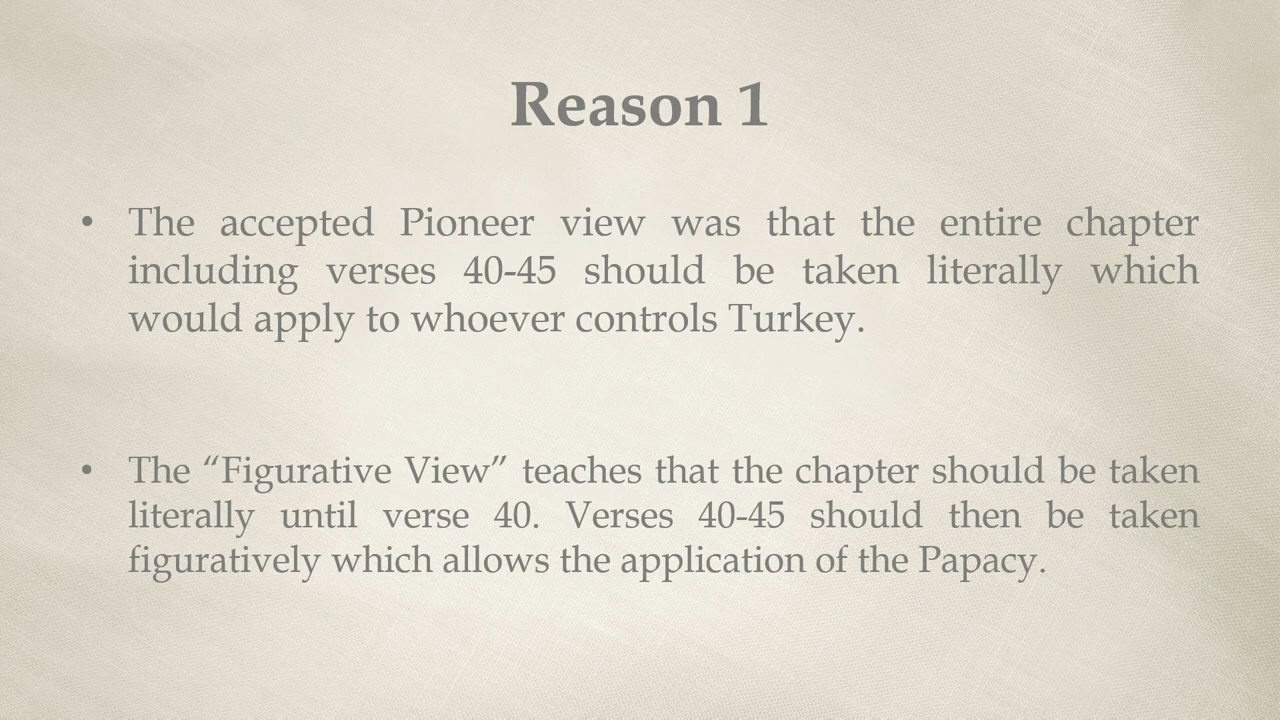 Reason 1
• The accepted Pioneer view was that the entire chapter
including verses 40-45 should be taken literally which
would apply to whoever controls Turkey.
• The “Figurative View” teaches that the chapter should be taken
literally until verse 40. Verses 40-45 should then be taken
figuratively which allows the application of the Papacy.